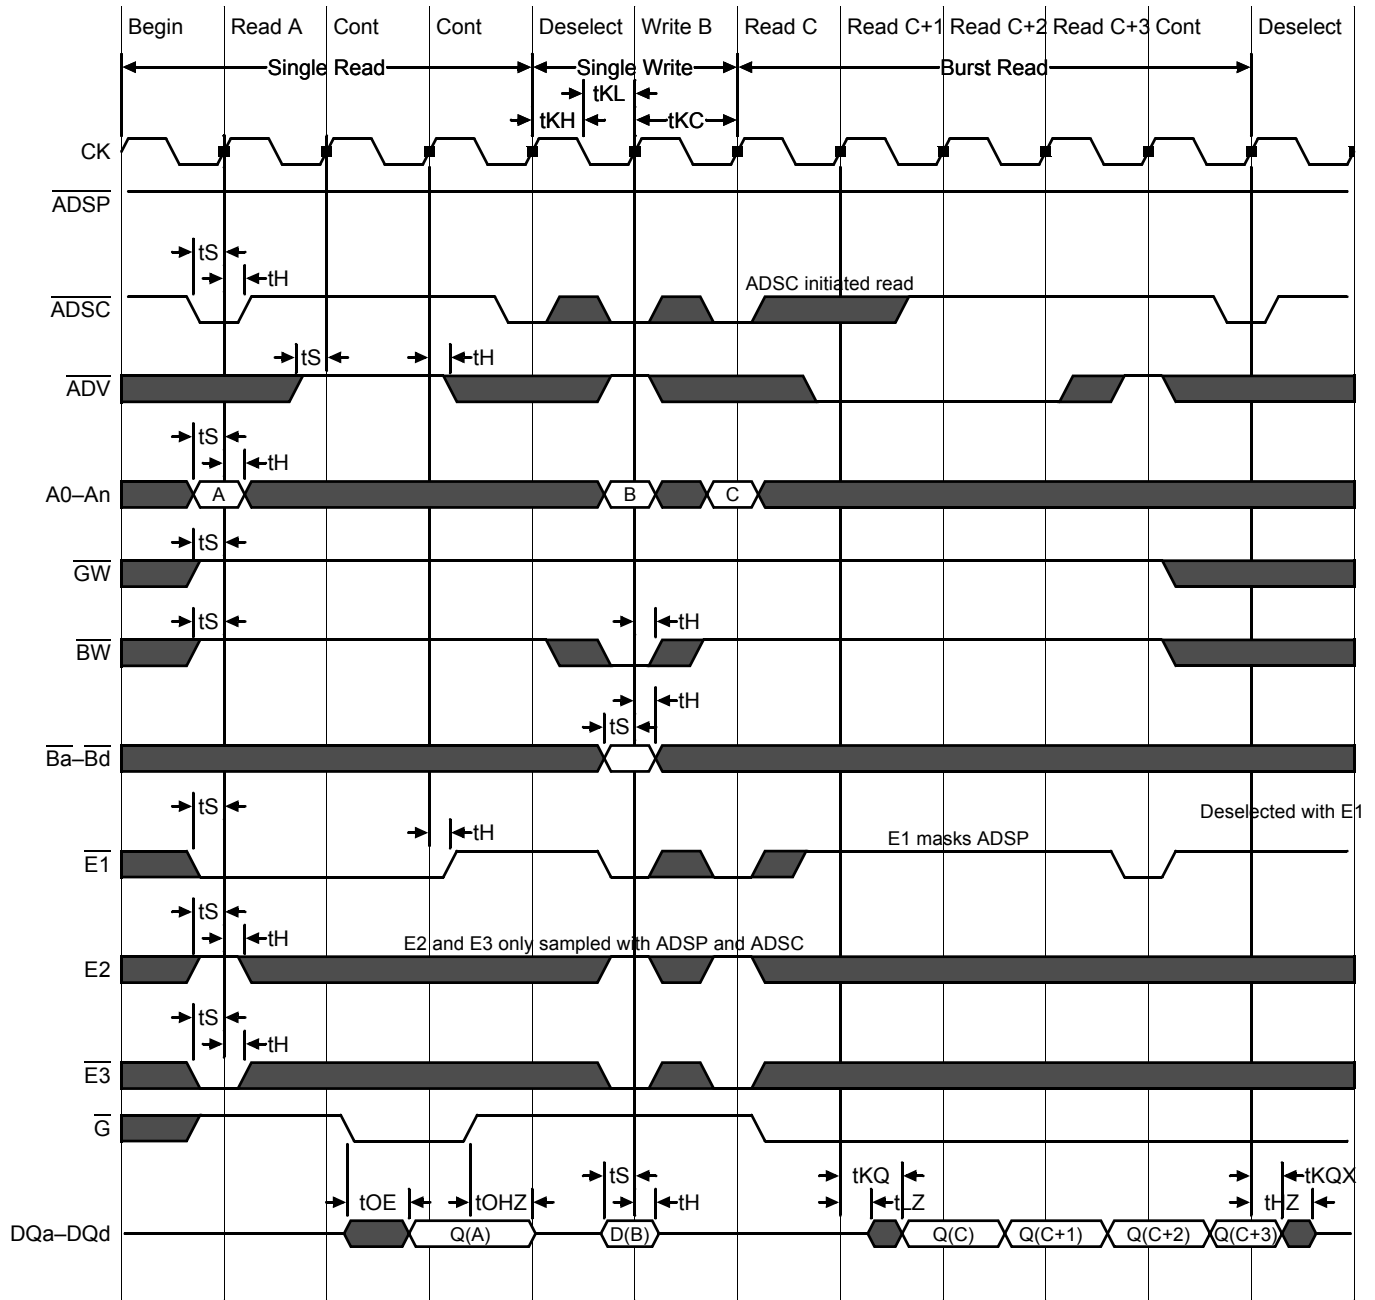 Begin Read A Cont Cont Deselect Write B Read C Read C+1 Read C+2 Read C+3 Cont Deselect
Single Read Single Write Burst Read
tKL
tKH tKC
CK
ADSP
tS
tH
ADSC initiated read
ADSC
tS tH
ADV
tS
tH
A0–An A B C
tS
GW
tS tH
BW
tH
tS
Ba–Bd
tS Deselected with E1
tH E1 masks ADSP
E1
tS
tH E2 and E3 only sampled with ADSP and ADSC
E2
tS
tH
E3
G
tS tKQ tKQX
tOE tOHZ tH tLZ tHZ
DQa–DQd Q(A) D(B) Q(C) Q(C+1) Q(C+2) Q(C+3)